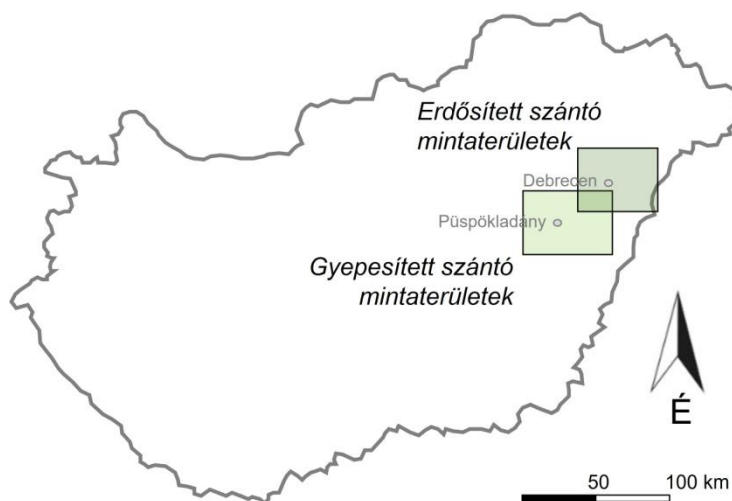 Erdősített szántó
mintaterületek
Debrecen
Püspökladány
Gyepesített szántó
mintaterületek
É
50 100 km